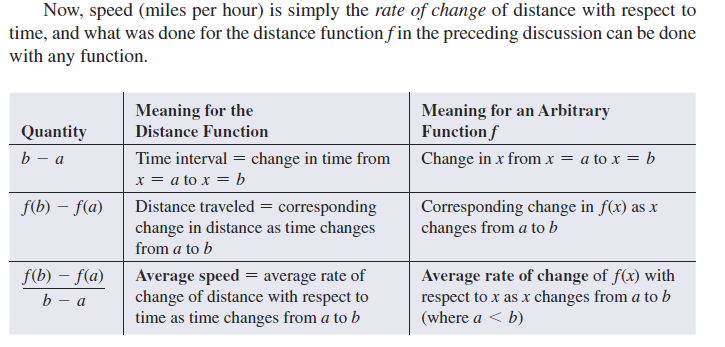 Now, speed (miles per hour) is simply the rate of change of distance with respect to
time, and what was done for the distance function f in the preceding discussion can be done
with any function.
Quantity
Meaning for the
Distance Function
Meaning for an Arbitrary
Function f
b − a
Time interval = change in time from
x = a to x = b
Change in x from x = a to x = b
f(b) − f(a)
Distance traveled = corresponding
change in distance as time changes
from a to b
Corresponding change in f(x) as x
changes from a to b
f(b) − f(a)
b − a
Average speed = average rate of
change of distance with respect to
time as time changes from a to b
Average rate of change of f(x) with
respect to x as x changes from a to b
(where a < b)